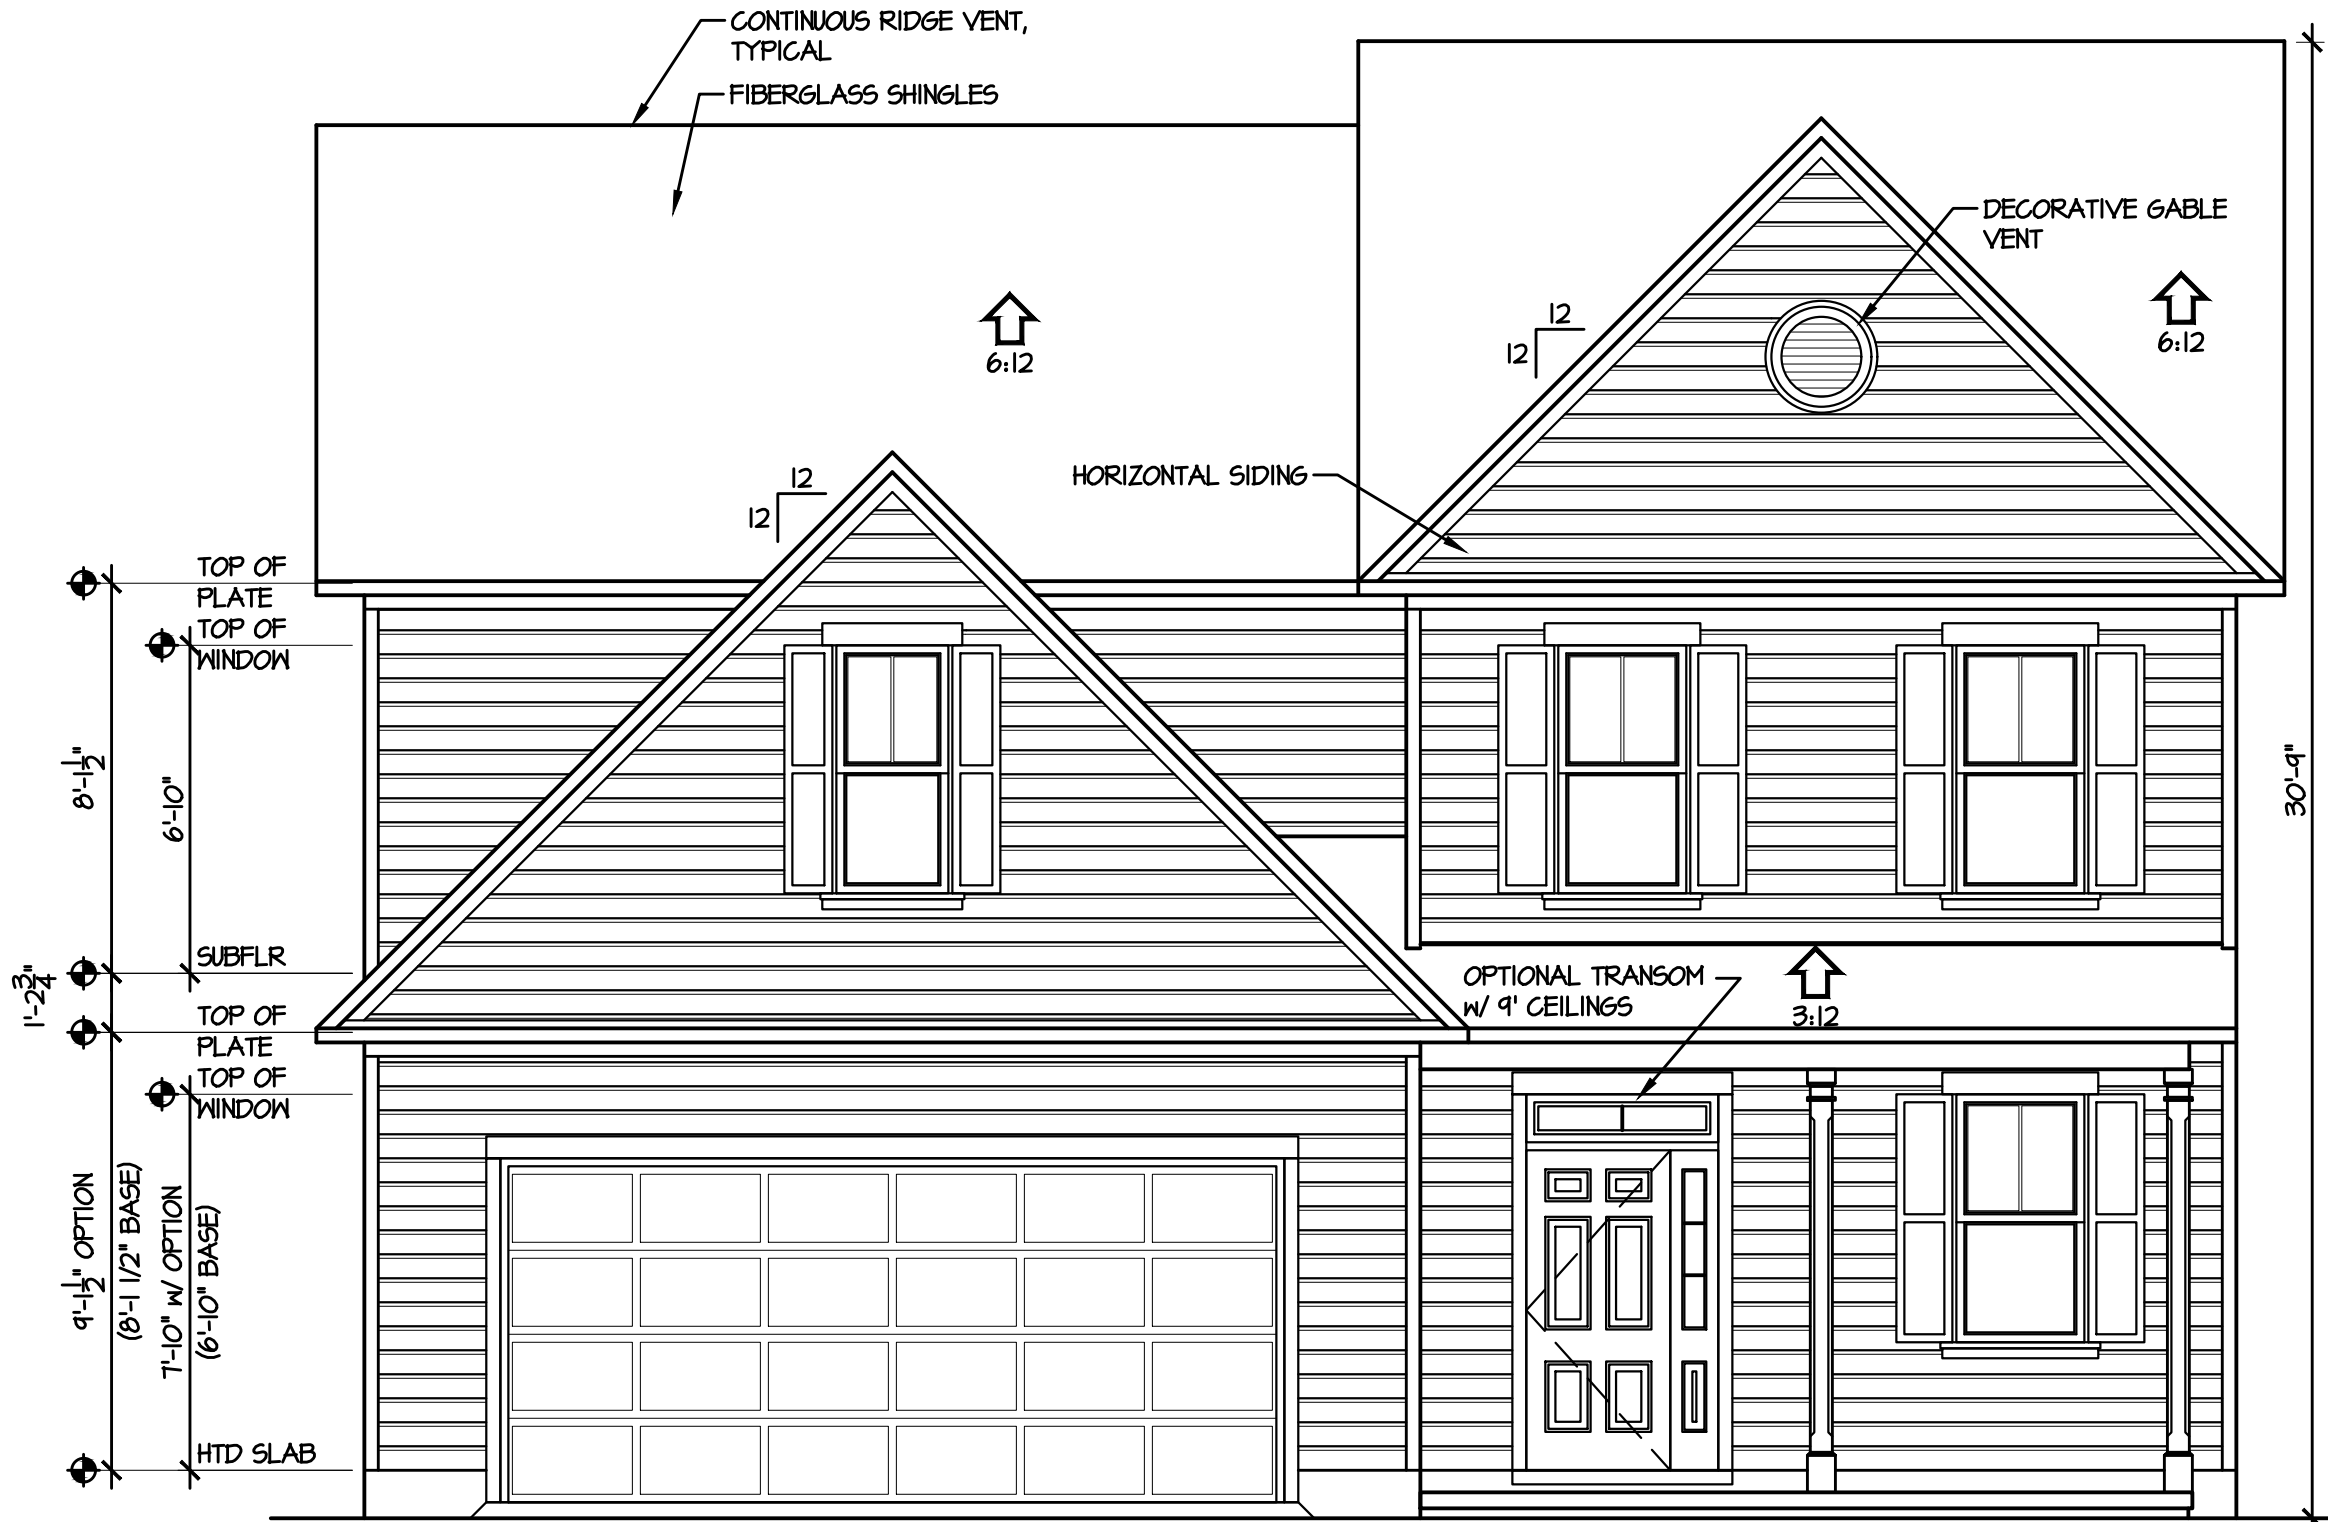 CONTINUOUS RIDGE VENT,
TYPICAL
FIBERGLASS SHINGLES
DECORATIVE GABLE
VENT
6:12
6:12
12
12
12
12
HORIZONTAL SIDING
TOP OF
PLATE
TOP OF
WINDOW
8'-1 1/2"
6'-10"
30'-9"
SUBFLR
1'-2 3/4"
OPTIONAL TRANSOM
w/ 9' CEILINGS
3:12
TOP OF
PLATE
TOP OF
WINDOW
9'-1 1/2" OPTION
(8'-1 1/2" BASE)
7'-10" w/ OPTION
(6'-10" BASE)
HTD SLAB